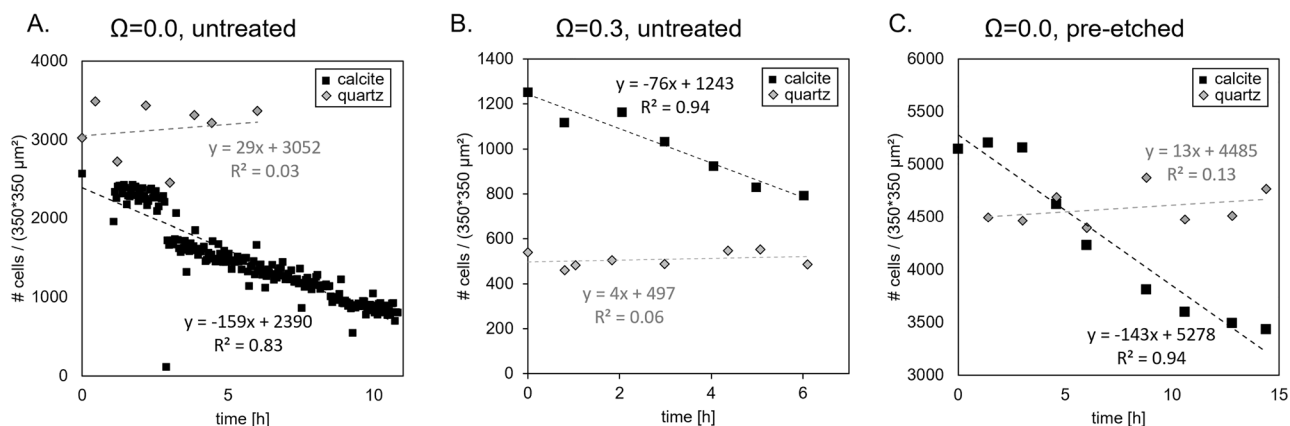 A.
Ω=0.0, untreated
4000
3000
2000
1000
0
# cells / (350*350 µm²)
calcite
quartz
y = 29x + 3052
R² = 0.03
y = -159x + 2390
R² = 0.83
0
5
10
time [h]
B.
Ω=0.3, untreated
1400
1200
1000
800
600
400
200
0
# cells / (350*350 µm²)
y = -76x + 1243
R² = 0.94
calcite
quartz
y = 4x + 497
R² = 0.06
0
2
4
6
time [h]
C.
Ω=0.0, pre-etched
6000
5500
5000
4500
4000
3500
3000
# cells / (350*350 µm²)
calcite
quartz
y = 13x + 4485
R² = 0.13
y = -143x + 5278
R² = 0.94
0
5
10
15
time [h]